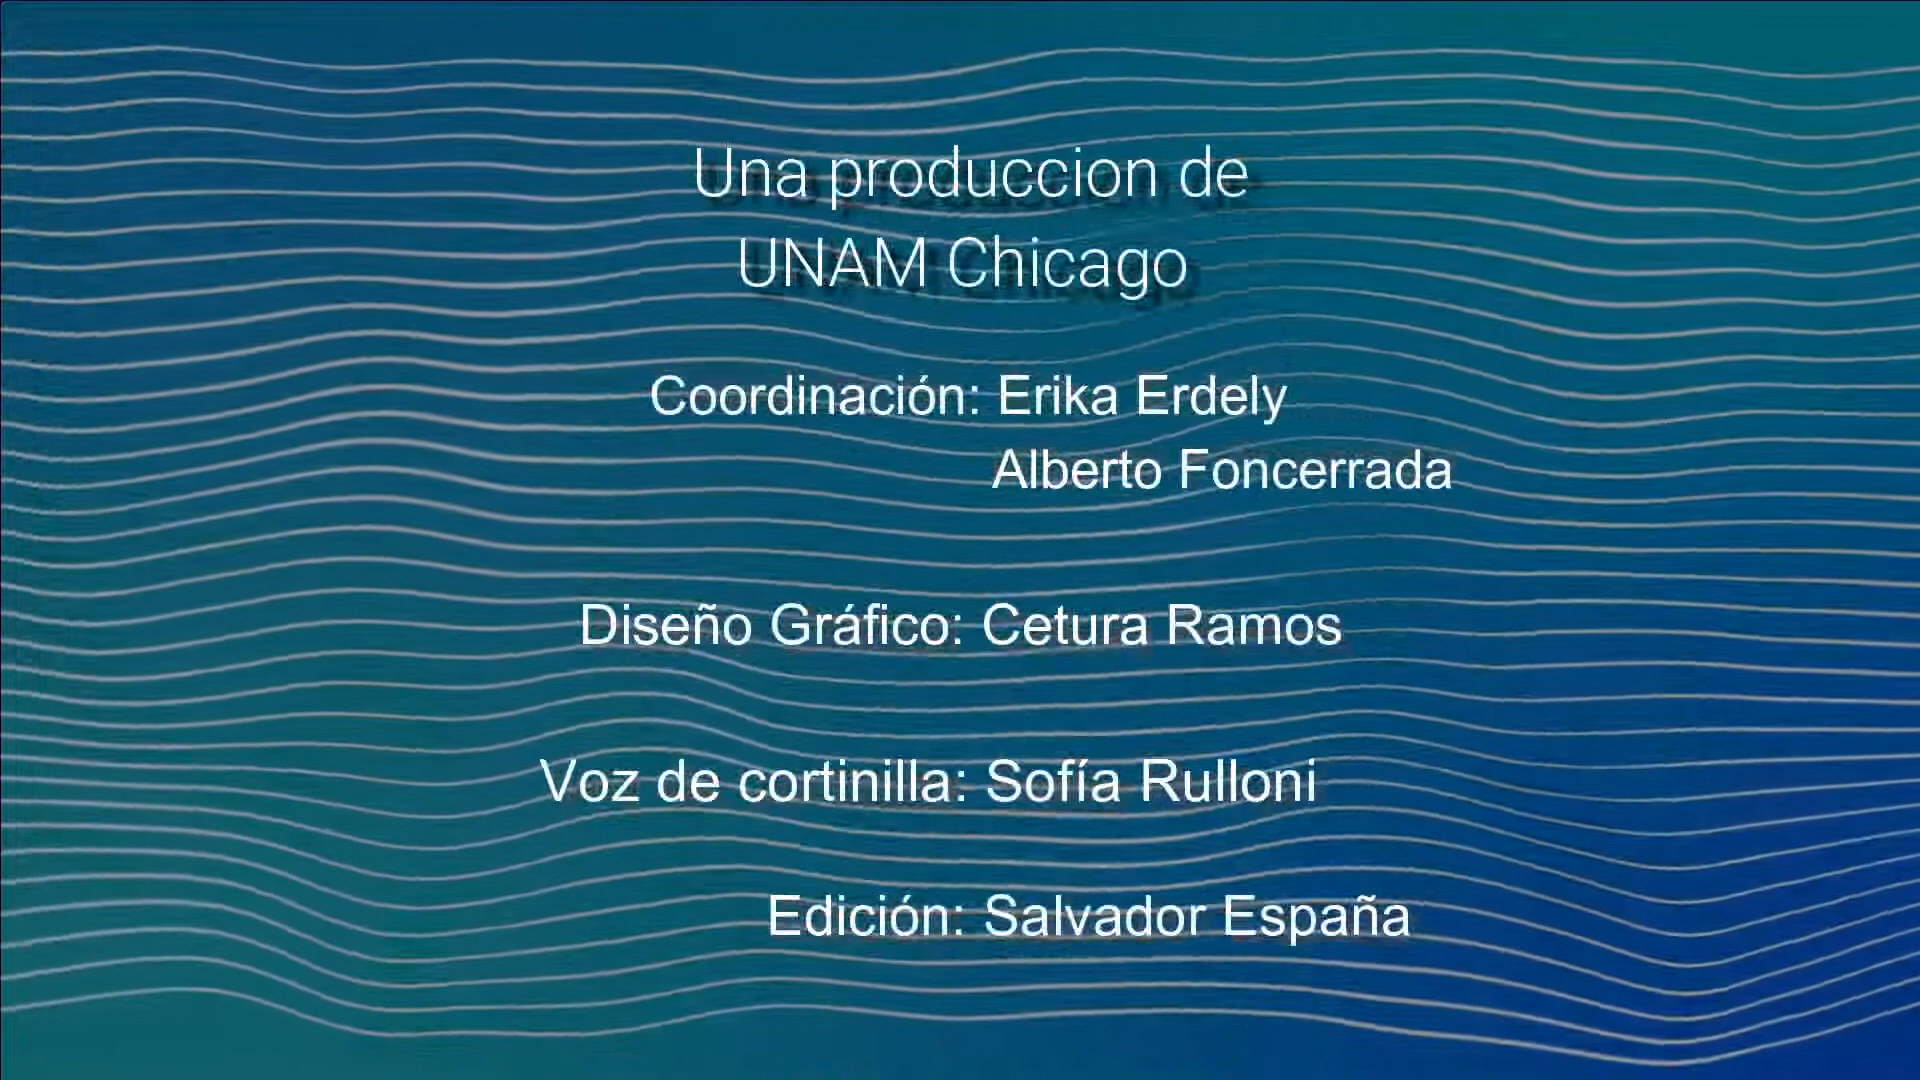 Una produccion de
UNAM Chicago
Coordinación: Erika Erdely
Alberto Foncerrada
Diseño Gráfico: Cetura Ramos
Voz de cortinilla: Sofía Rulloni
Edición: Salvador España